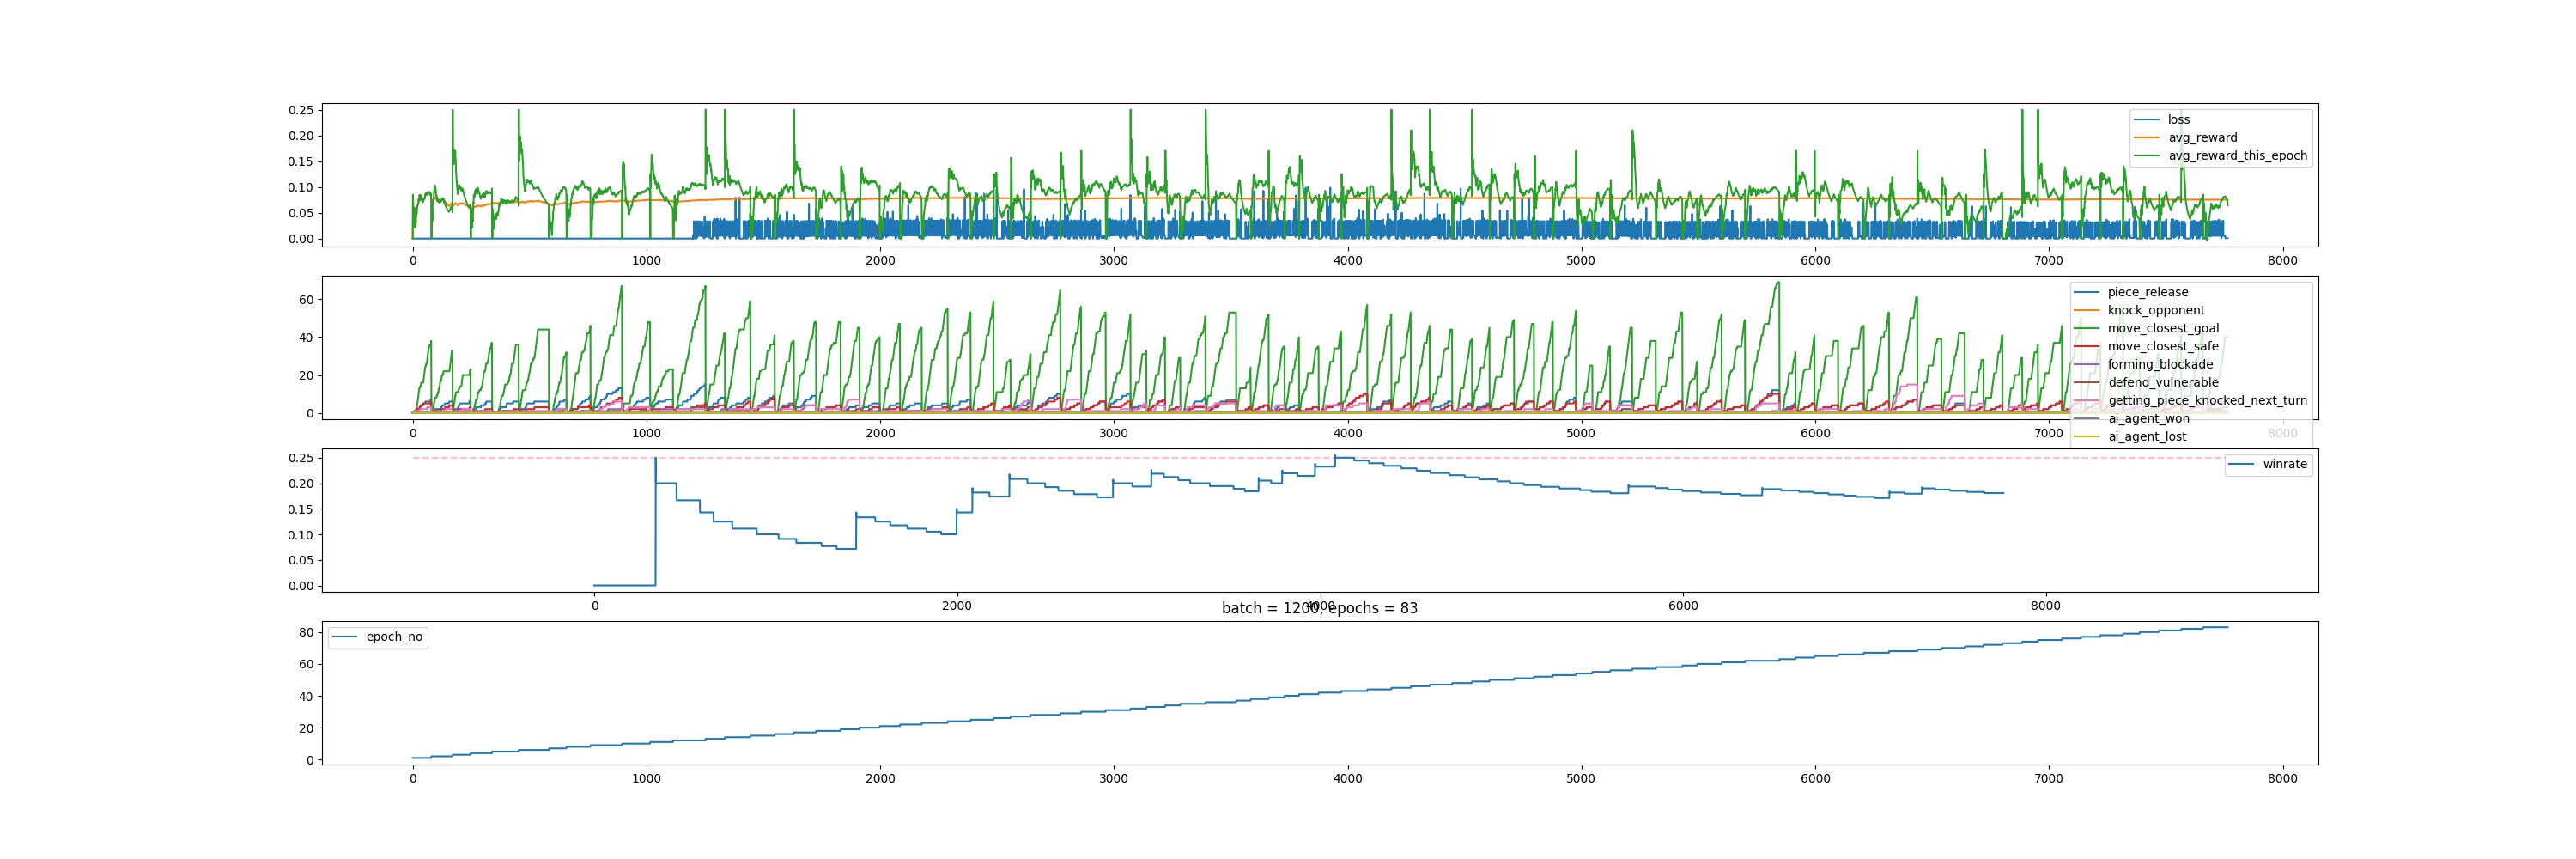 0.25
0.20
0.15
0.10
0.05
0.00
loss
avg_reward
avg_reward_this_epoch
0 1000 2000 3000 4000 5000 6000 7000 8000
60
40
20
0
piece_release
knock_opponent
move_closest_goal
move_closest_safe
forming_blockade
defend_vulnerable
getting_piece_knocked_next_turn
ai_agent_won
ai_agent_lost
0 1000 2000 3000 4000 5000 6000 7000 8000
0.25
0.20
0.15
0.10
0.05
0.00
winrate
0 2000 4000 6000 8000
batch = 1200, epochs = 83
80
60
40
20
0
epoch_no
0 1000 2000 3000 4000 5000 6000 7000 8000